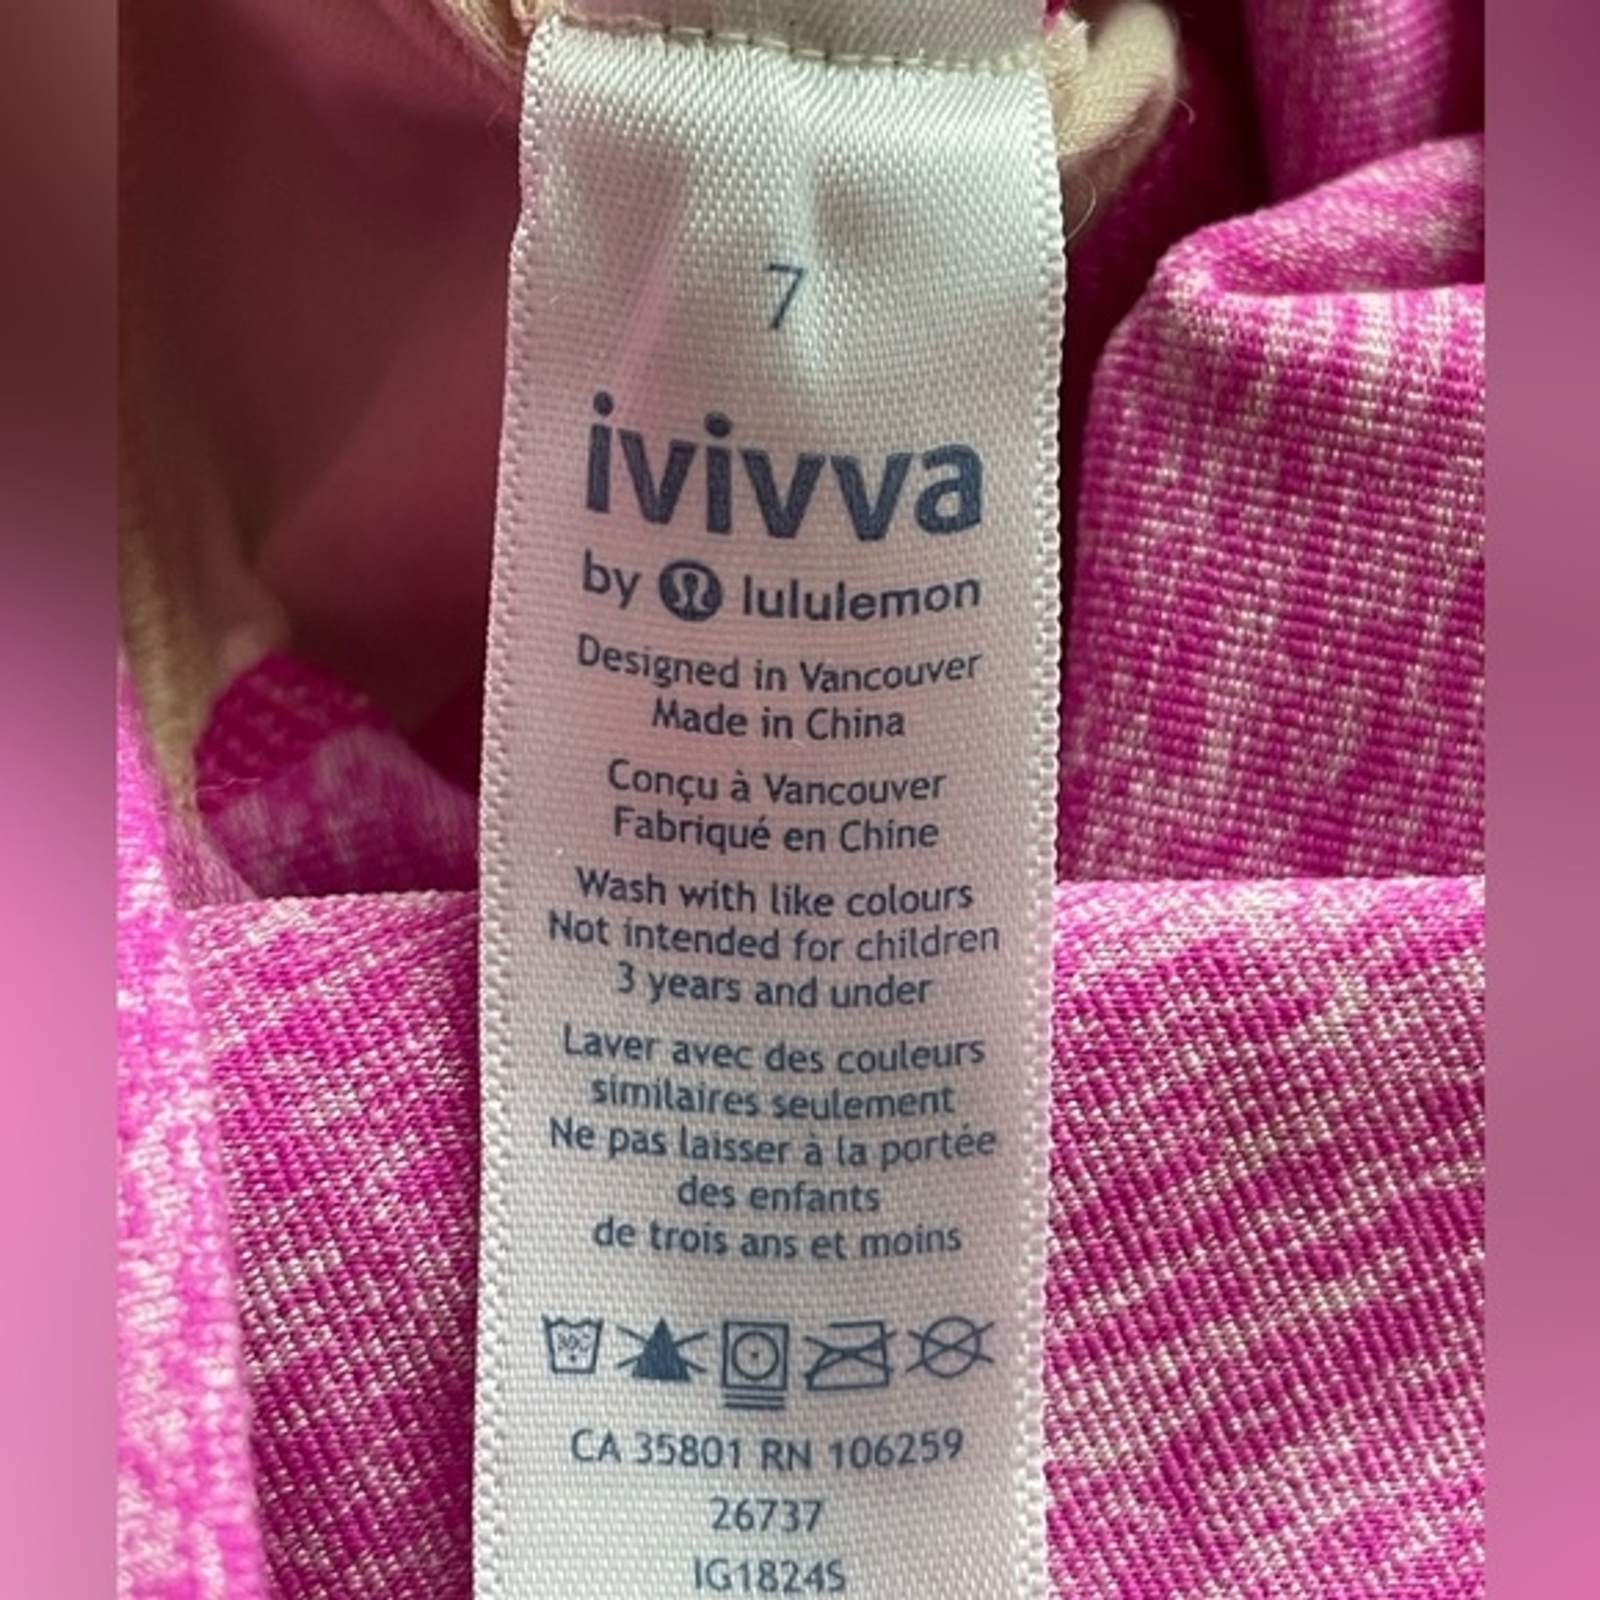 7
ivivva
by lululemon
Designed in Vancouver
Made in China
Conçu à Vancouver
Fabriqué en Chine
Wash with like colours
Not intended for children
3 years and under
Laver avec des couleurs
similaires seulement
Ne pas laisser à la portée
des enfants
de trois ans et moins
CA 35801 RN 106259
26737
IG1824S